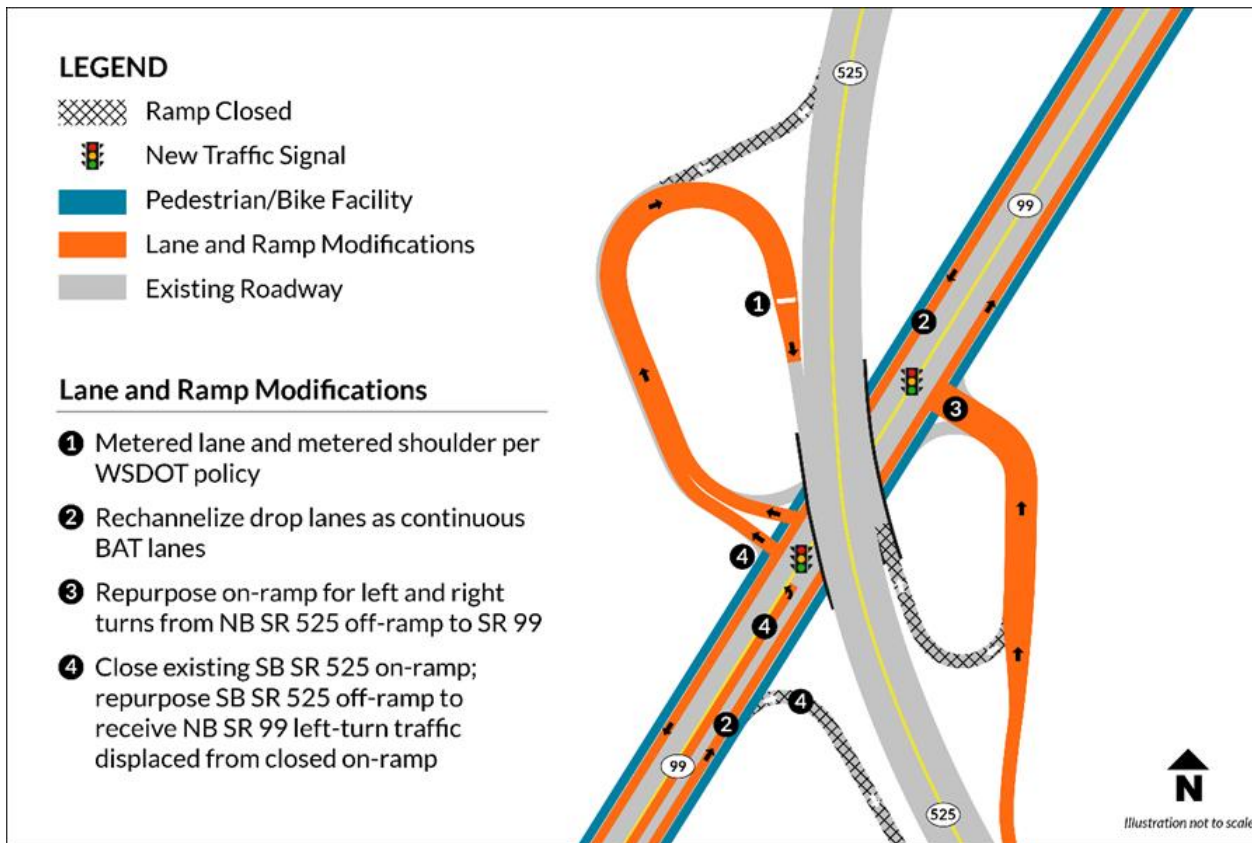 LEGEND
Ramp Closed
New Traffic Signal
Pedestrian/Bike Facility
Lane and Ramp Modifications
Existing Roadway
Lane and Ramp Modifications
1 Metered lane and metered shoulder per
WSDOT policy
2 Rechannelize drop lanes as continuous
BAT lanes
3 Repurpose on-ramp for left and right
turns from NB SR 525 off-ramp to SR 99
4 Close existing SB SR 525 on-ramp;
repurpose SB SR 525 off-ramp to
receive NB SR 99 left-turn traffic
displaced from closed on-ramp
525
99
1
2
3
4
4
4
2
99
525
N
Illustration not to scale